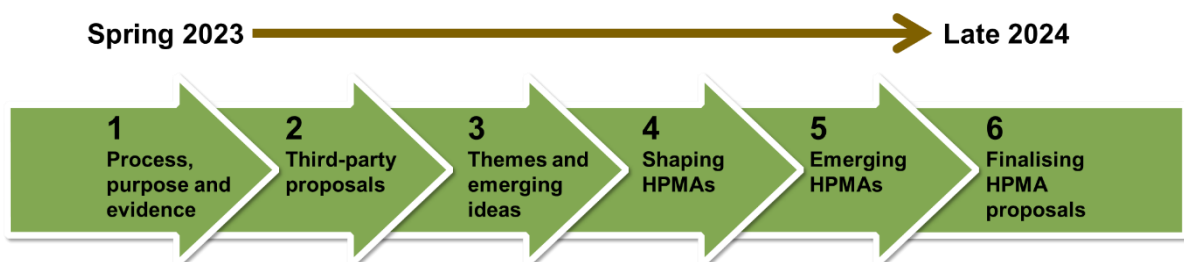 Spring 2023
Late 2024
1
Process,
purpose and
evidence
2
Third-party
proposals
3
Themes and
emerging
ideas
4
Shaping
HPMAs
5
Emerging
HPMAs
6
Finalising
HPMA
proposals